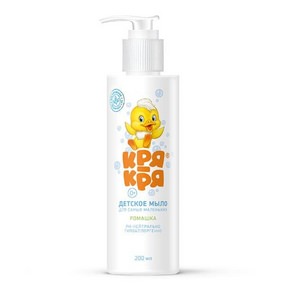 КРЯ
КРЯ
0+
ДЕТСКОЕ МЫЛО
ДЛЯ САМЫХ МАЛЕНЬКИХ
РОМАШКА
PH-НЕЙТРАЛЬНО
ГИПОАЛЛЕРГЕННО
200 мл